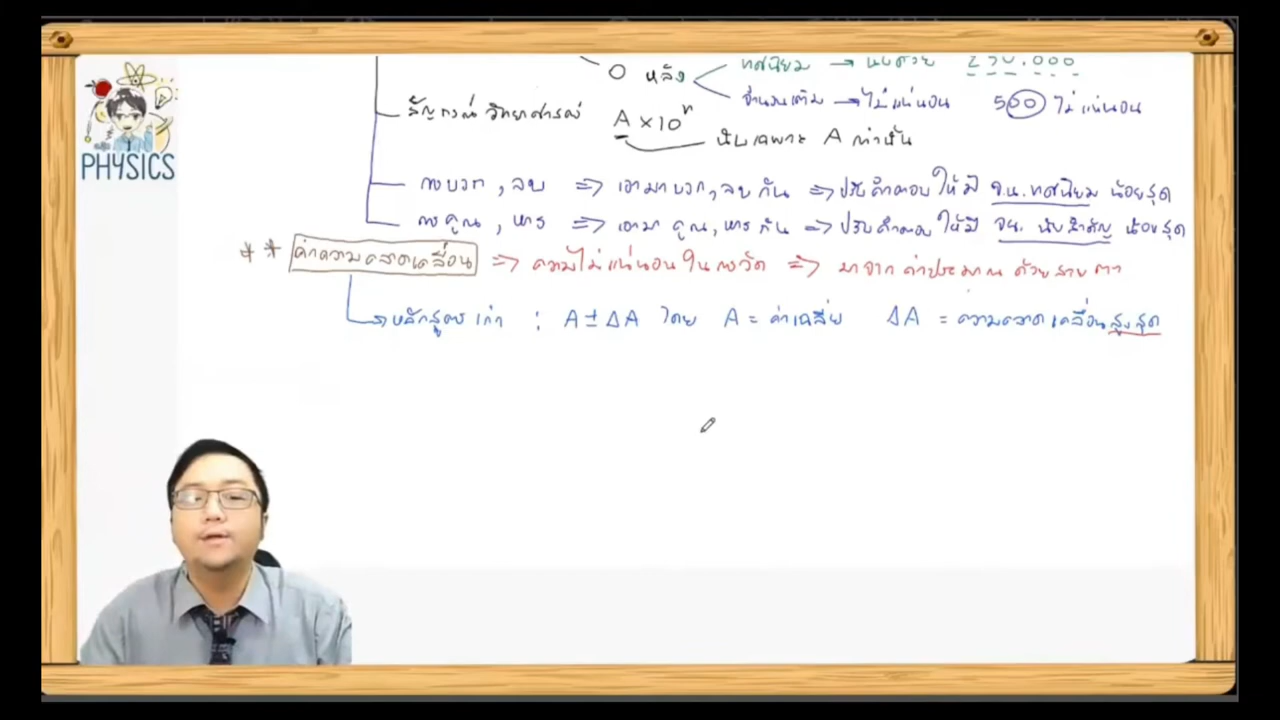 0 หลัง
ทศนิยม → นับด้วย 230.000
จำนวนเต็ม → ไม่แน่นอน 500 ไม่แน่นอน
สัญกรณ์วิทยาศาสตร์ A × 10ⁿ
นับเฉพาะ A เท่านั้น
PHYSICS
การบวก, ลบ ⇒ เอามาบวก, ลบกัน ⇒ ปรับคำตอบให้มี จ.น. ทศนิยม น้อยสุด
การคูณ, หาร ⇒ เอามา คูณ, หารกัน ⇒ ปรับคำตอบให้มี จน. นัยสำคัญ น้อยสุด
** ค่าความคลาดเคลื่อน ⇒ ความไม่แน่นอนในการวัด ⇒ มาจากค่าประมาณด้วยสายตา
หลักสูตรเก่า : A ± ΔA โดย A = ค่าเฉลี่ย ΔA = ความคลาดเคลื่อนสูงสุด